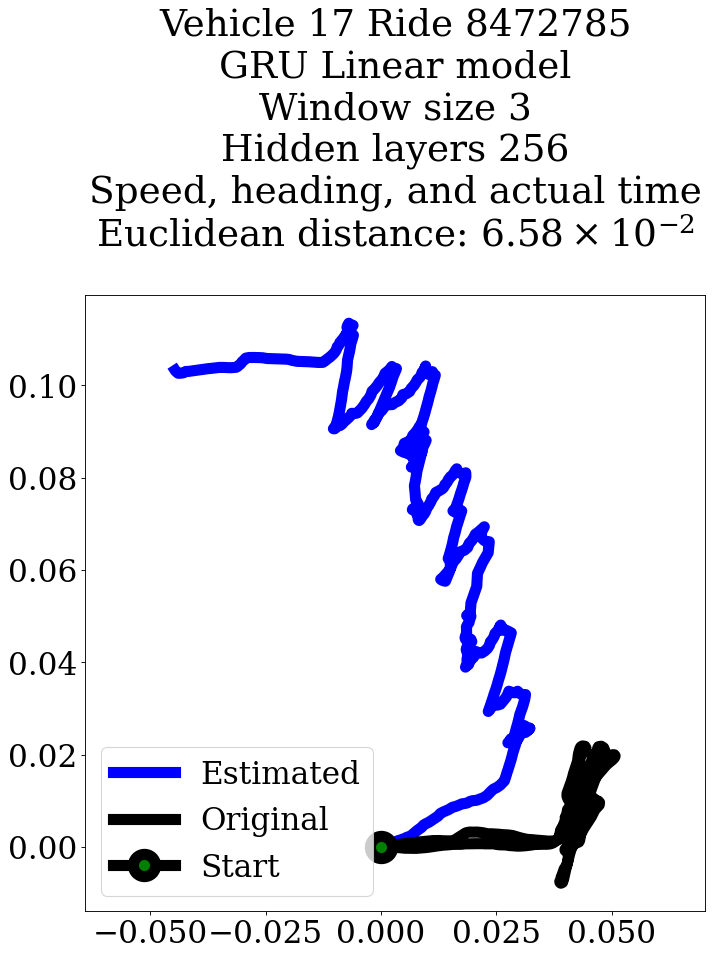 Vehicle 17 Ride 8472785
GRU Linear model
Window size 3
Hidden layers 256
Speed, heading, and actual time
Euclidean distance: 6.58 × 10⁻²
0.10
0.08
0.06
0.04
0.02
0.00
Estimated
Original
Start
−0.050 −0.025 0.000 0.025 0.050